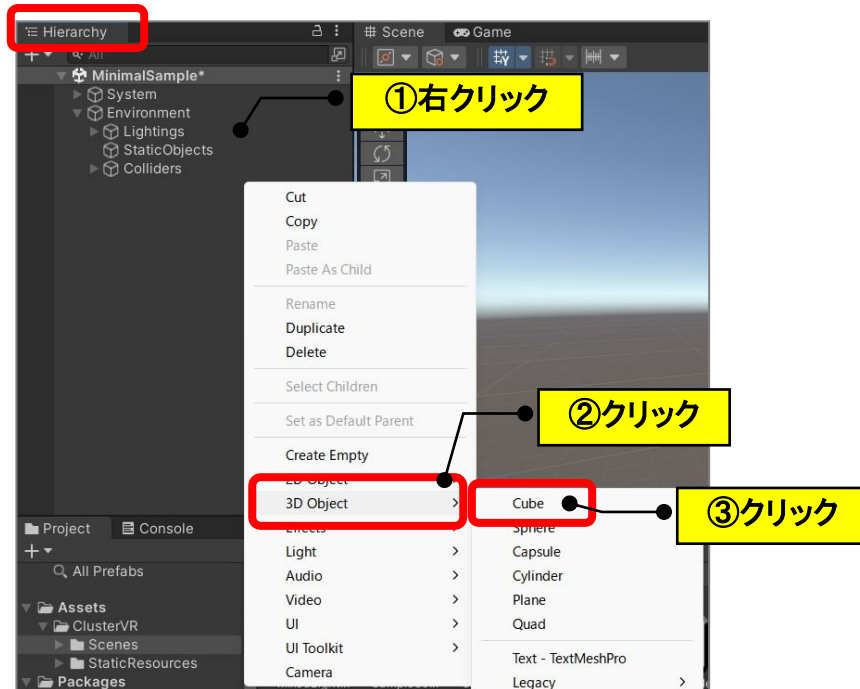 Hierarchy
Scene
Game
All
MinimalSample*
System
Environment
Lightings
StaticObjects
Colliders
①右クリック
Cut
Copy
Paste
Paste As Child
Rename
Duplicate
Delete
Select Children
Set as Default Parent
Create Empty
2D Object
3D Object
Effects
Light
Audio
Video
UI
UI Toolkit
Camera
②クリック
Cube
Sphere
Capsule
Cylinder
Plane
Quad
Text - TextMeshPro
Legacy
③クリック
Project
Console
All Prefabs
Assets
ClusterVR
Scenes
StaticResources
Packages